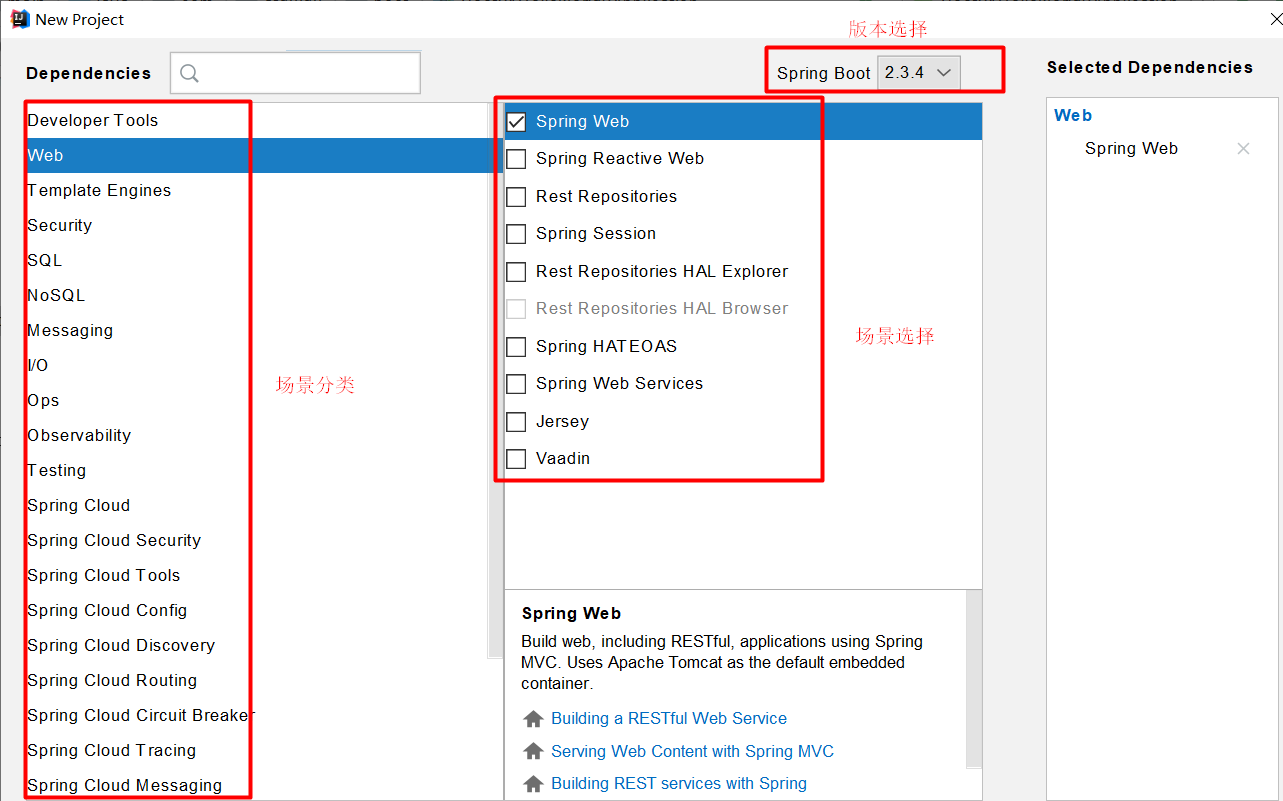 New Project
版本选择
Dependencies
Spring Boot 2.3.4
Selected Dependencies
Developer Tools
Web
Template Engines
Security
SQL
NoSQL
Messaging
I/O
Ops
Observability
Testing
Spring Cloud
Spring Cloud Security
Spring Cloud Tools
Spring Cloud Config
Spring Cloud Discovery
Spring Cloud Routing
Spring Cloud Circuit Breaker
Spring Cloud Tracing
Spring Cloud Messaging
场景分类
Spring Web
Spring Reactive Web
Rest Repositories
Spring Session
Rest Repositories HAL Explorer
Rest Repositories HAL Browser
Spring HATEOAS
Spring Web Services
Jersey
Vaadin
场景选择
Spring Web
Build web, including RESTful, applications using Spring
MVC. Uses Apache Tomcat as the default embedded
container.
Building a RESTful Web Service
Serving Web Content with Spring MVC
Building REST services with Spring
Web
Spring Web